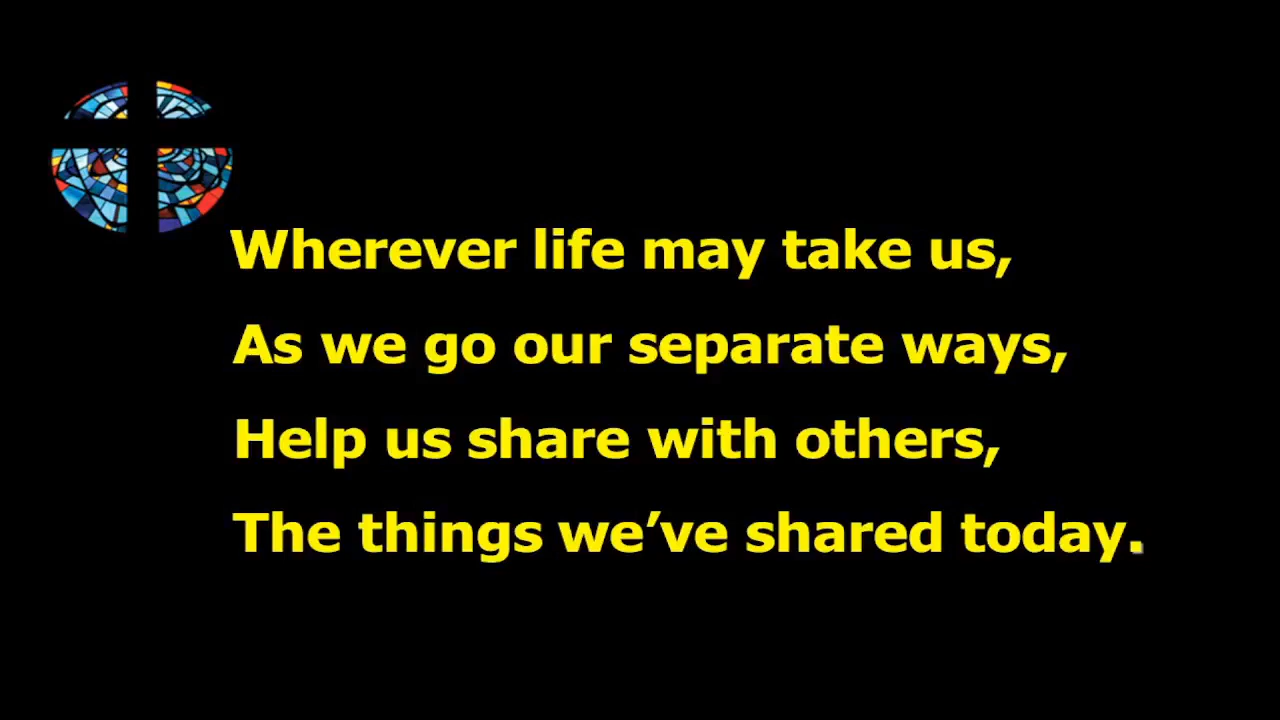 Wherever life may take us,
As we go our separate ways,
Help us share with others,
The things we’ve shared today.